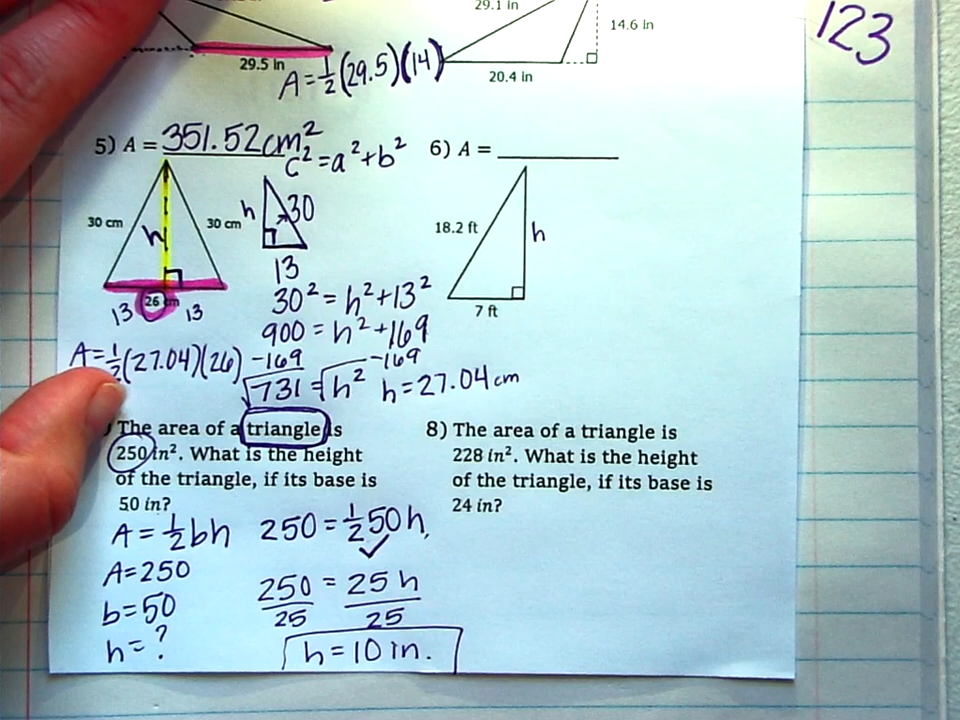 29.1 in
14.6 in
123
29.5 in
20.4 in
A = 1/2 (29.5)(14)
5) A = 351.52 cm²
c² = a² + b²
6) A =
30 cm
h
30 cm
h
30
13
18.2 ft
h
7 ft
13
26 cm
13
30² = h² + 13²
900 = h² + 169
A = 1/2 (27.04)(26)
-169 -169
√731 = √h² h = 27.04 cm
The area of a triangle is
250 in². What is the height
of the triangle, if its base is
50 in?
A = 1/2 bh
A = 250
b = 50
h = ?
250 = 1/2 50 h
250 = 25 h
25 25
h = 10 in.
8) The area of a triangle is
228 in². What is the height
of the triangle, if its base is
24 in?